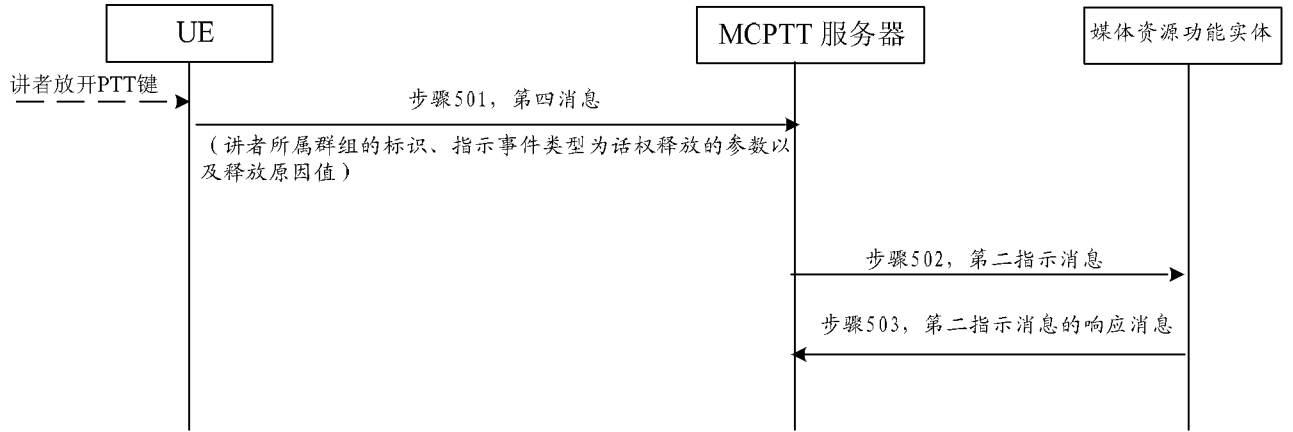 UE
MCPTT 服务器
媒体资源功能实体
讲者放开PTT键
步骤501，第四消息
（讲者所属群组的标识、指示事件类型为话权释放的参数以
及释放原因值）
步骤502，第二指示消息
步骤503，第二指示消息的响应消息